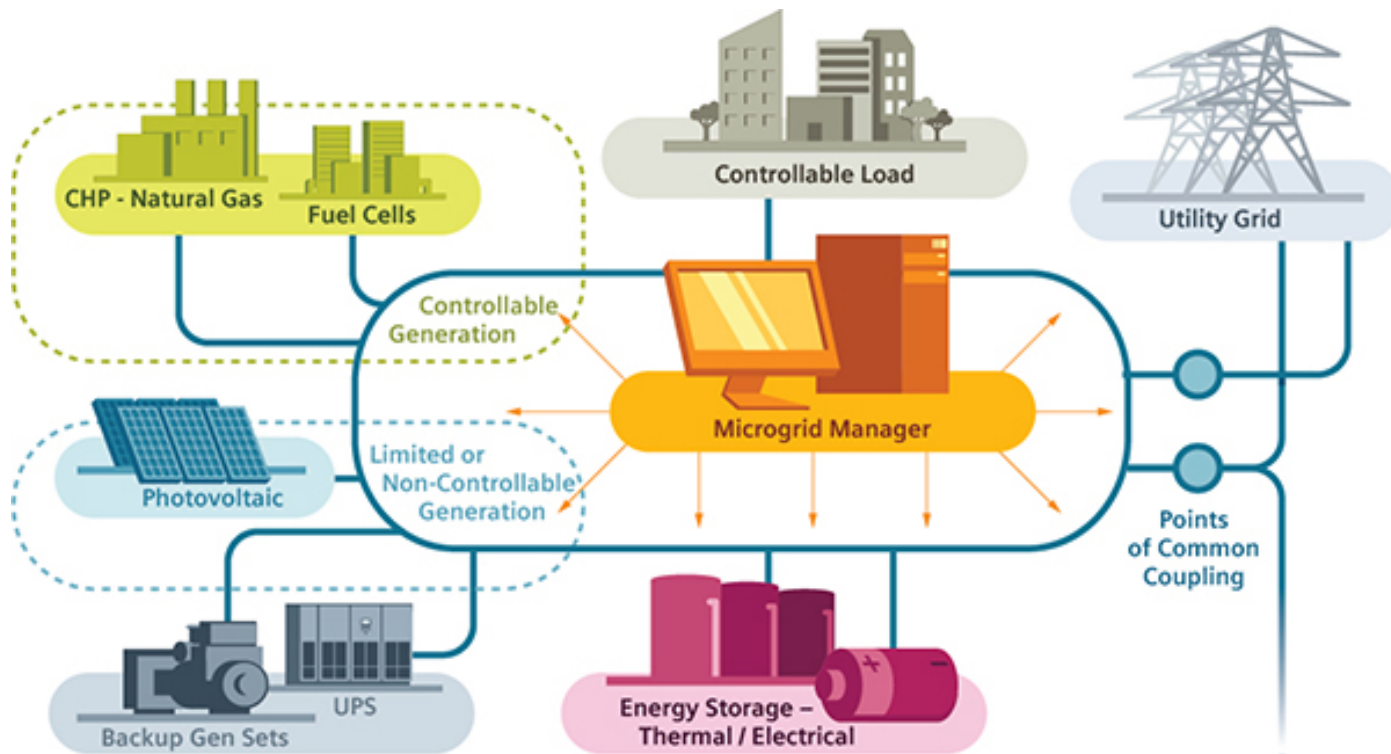 CHP - Natural Gas
Fuel Cells
Controllable Load
Utility Grid
Controllable
Generation
Microgrid Manager
Limited or
Non-Controllable
Generation
Photovoltaic
Points
of Common
Coupling
UPS
Backup Gen Sets
Energy Storage –
Thermal / Electrical